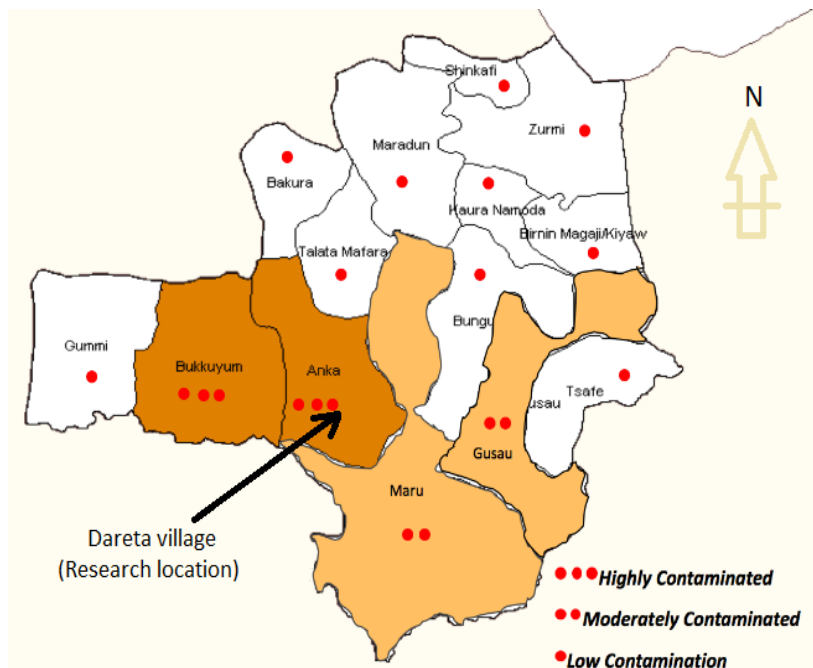 Shinkafi
N
Zurmi
Maradun
Bakura
Kaura Namoda
Birnin Magaji/Kiyaw
Talata Mafara
Bungu
Gummi
Bukkuyum
Anka
Tsafe
usau
Gusau
Maru
Dareta village
(Research location)
Highly Contaminated
Moderately Contaminated
Low Contamination